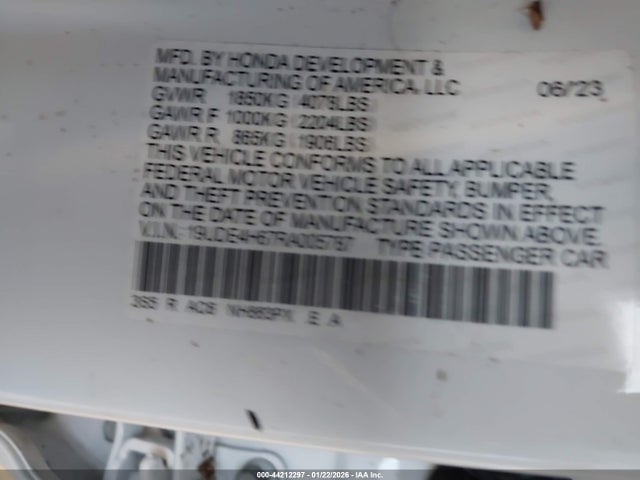 MFD. BY HONDA DEVELOPMENT &
MANUFACTURING OF AMERICA, LLC 06/23
GVWR 1850KG (4078LBS)
GAWR F 1000KG (2204LBS)
GAWR R 865KG (1906LBS)
THIS VEHICLE CONFORMS TO ALL APPLICABLE
FEDERAL MOTOR VEHICLE SAFETY, BUMPER,
AND THEFT PREVENTION STANDARDS IN EFFECT
ON THE DATE OF MANUFACTURE SHOWN ABOVE.
V.I.N.: TYPE:PASSENGER CAR
R E A
000-44212297 - 01/22/2026 - IAA Inc.